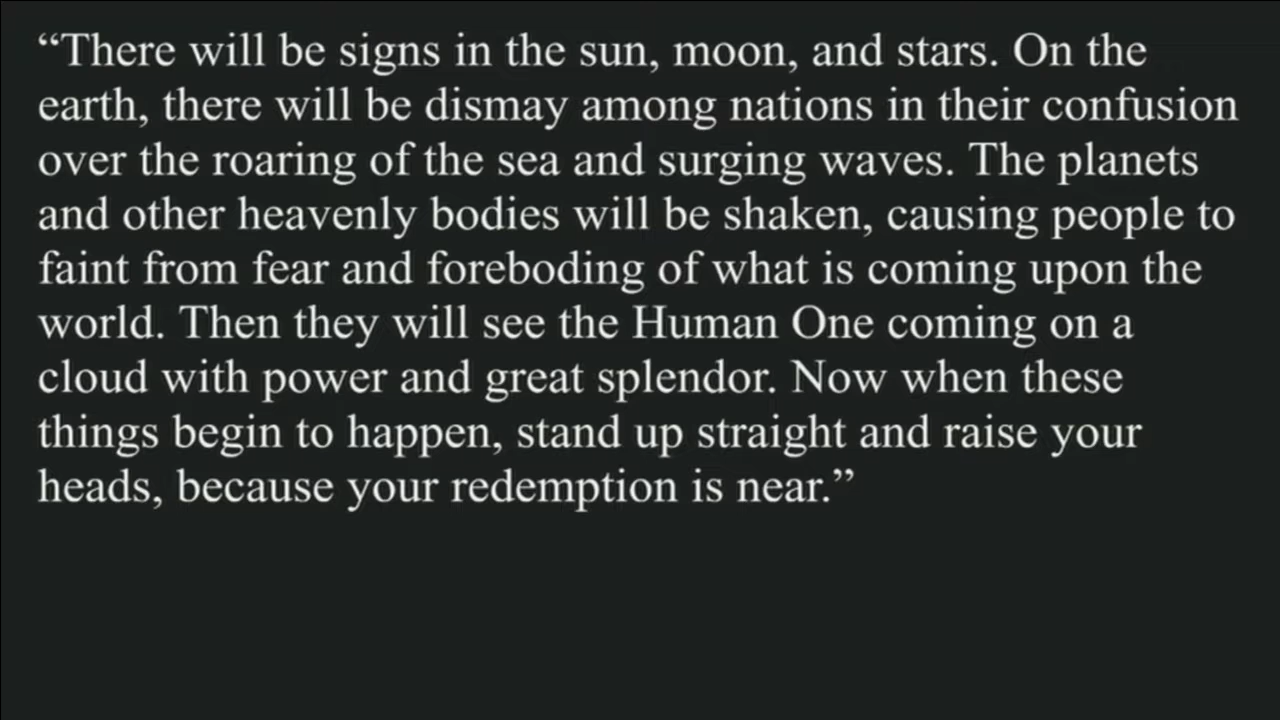 “There will be signs in the sun, moon, and stars. On the
earth, there will be dismay among nations in their confusion
over the roaring of the sea and surging waves. The planets
and other heavenly bodies will be shaken, causing people to
faint from fear and foreboding of what is coming upon the
world. Then they will see the Human One coming on a
cloud with power and great splendor. Now when these
things begin to happen, stand up straight and raise your
heads, because your redemption is near.”